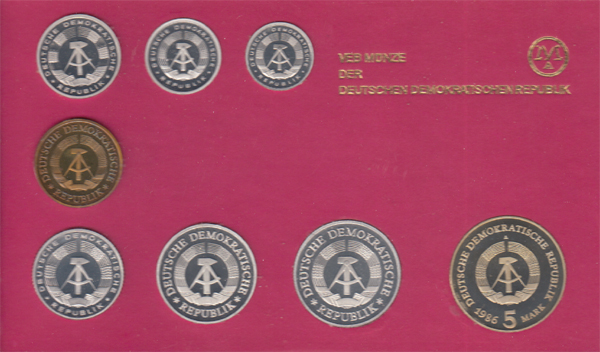 DEUTSCHE DEMOKRATISCHE
* REPUBLIK *
DEUTSCHE DEMOKRATISCHE
* REPUBLIK *
DEUTSCHE DEMOKRATISCHE
* REPUBLIK *
VEB MÜNZE
DER
DEUTSCHEN DEMOKRATISCHEN REPUBLIK
M
A
DEUTSCHE DEMOKRATISCHE
* REPUBLIK *
DEUTSCHE DEMOKRATISCHE
* REPUBLIK *
DEUTSCHE DEMOKRATISCHE
* REPUBLIK *
DEUTSCHE DEMOKRATISCHE
* REPUBLIK *
DEUTSCHE DEMOKRATISCHE REPUBLIK
A
1986 5 MARK